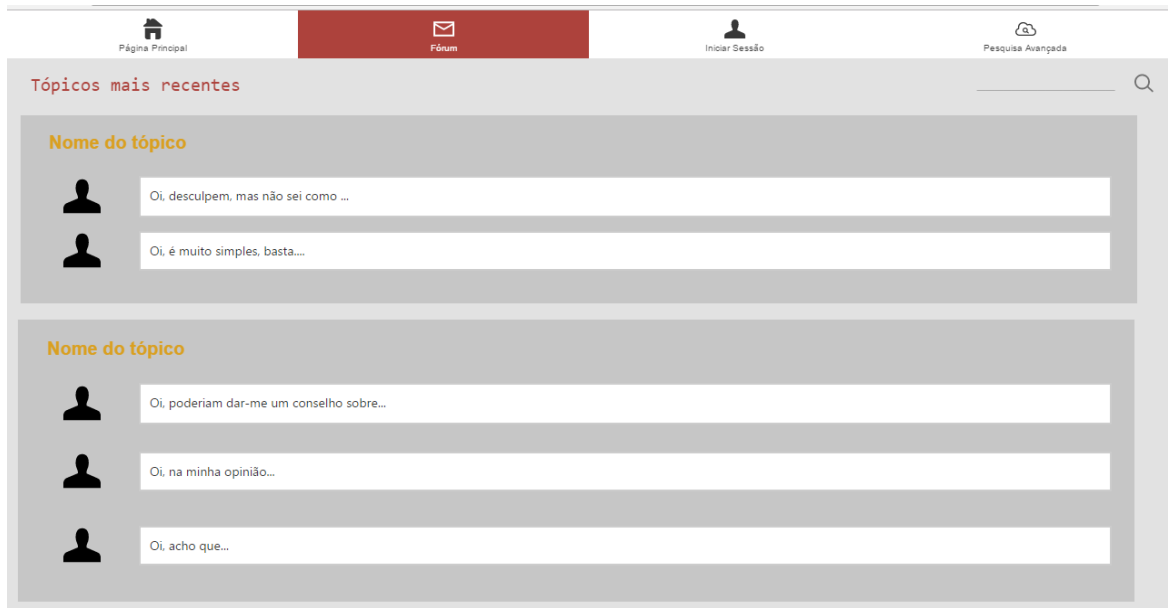 Página Principal
Fórum
Iniciar Sessão
Pesquisa Avançada
Tópicos mais recentes
Nome do tópico
Oi, desculpem, mas não sei como ...
Oi, é muito simples, basta....
Nome do tópico
Oi, poderiam dar-me um conselho sobre...
Oi, na minha opinião...
Oi, acho que...